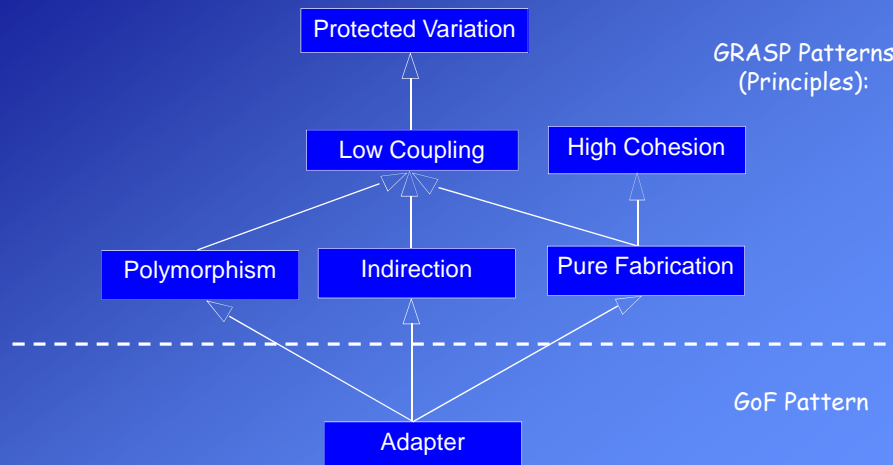 Protected Variation
GRASP Patterns
(Principles):
Low Coupling
High Cohesion
Polymorphism
Indirection
Pure Fabrication
GoF Pattern
Adapter